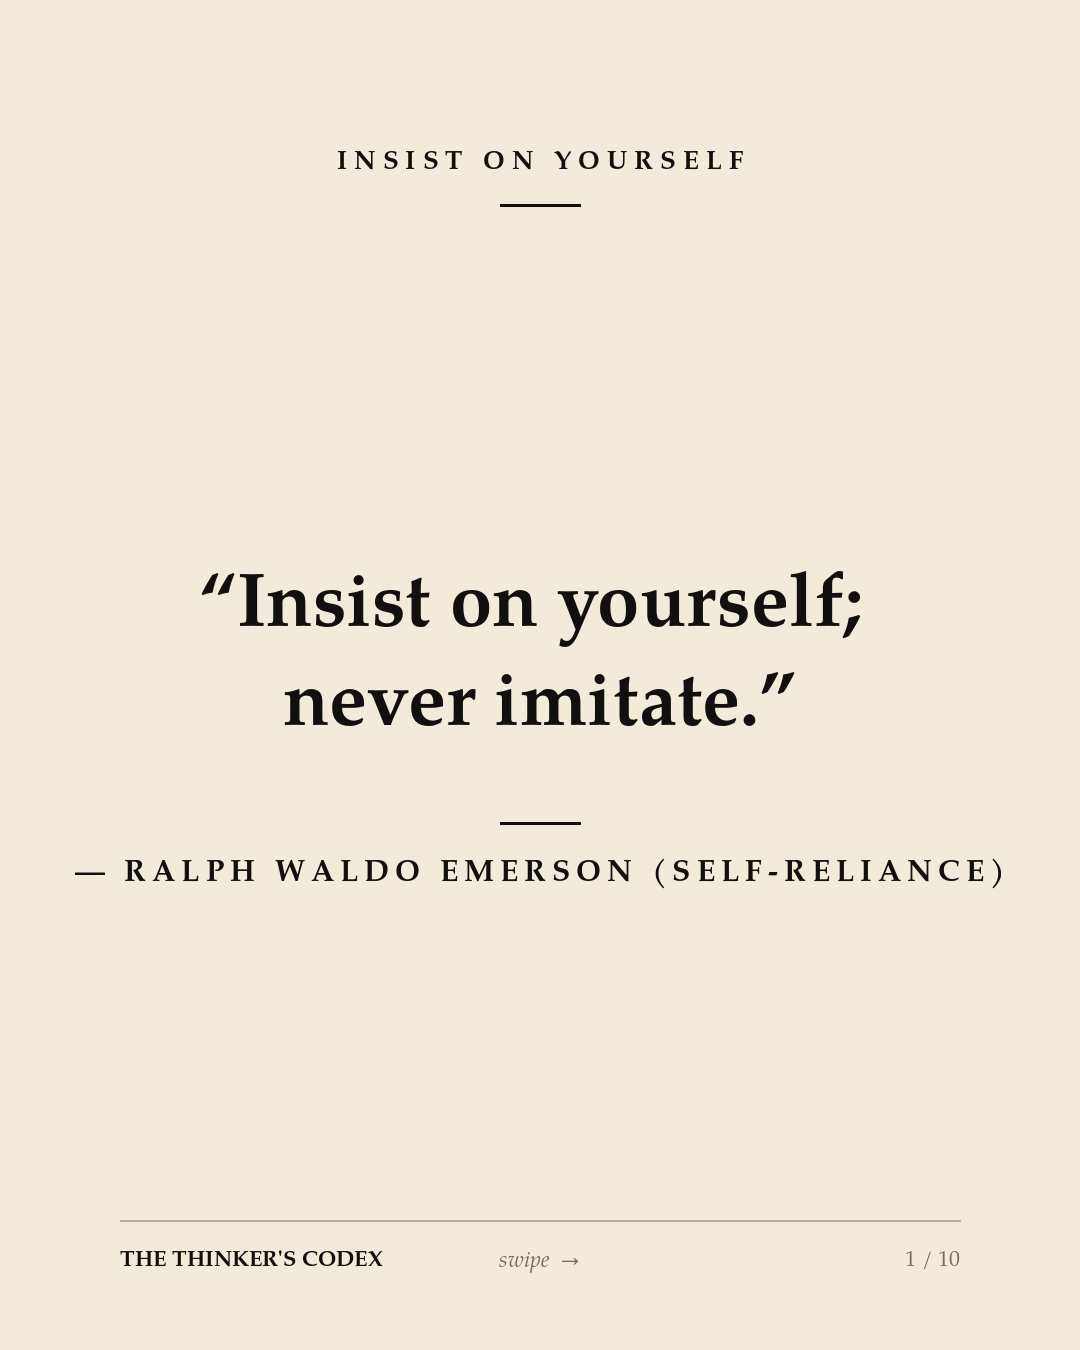 INSIST ON YOURSELF
“Insist on yourself;
never imitate.”
— RALPH WALDO EMERSON (SELF-RELIANCE)
THE THINKER'S CODEX
swipe →
1 / 10